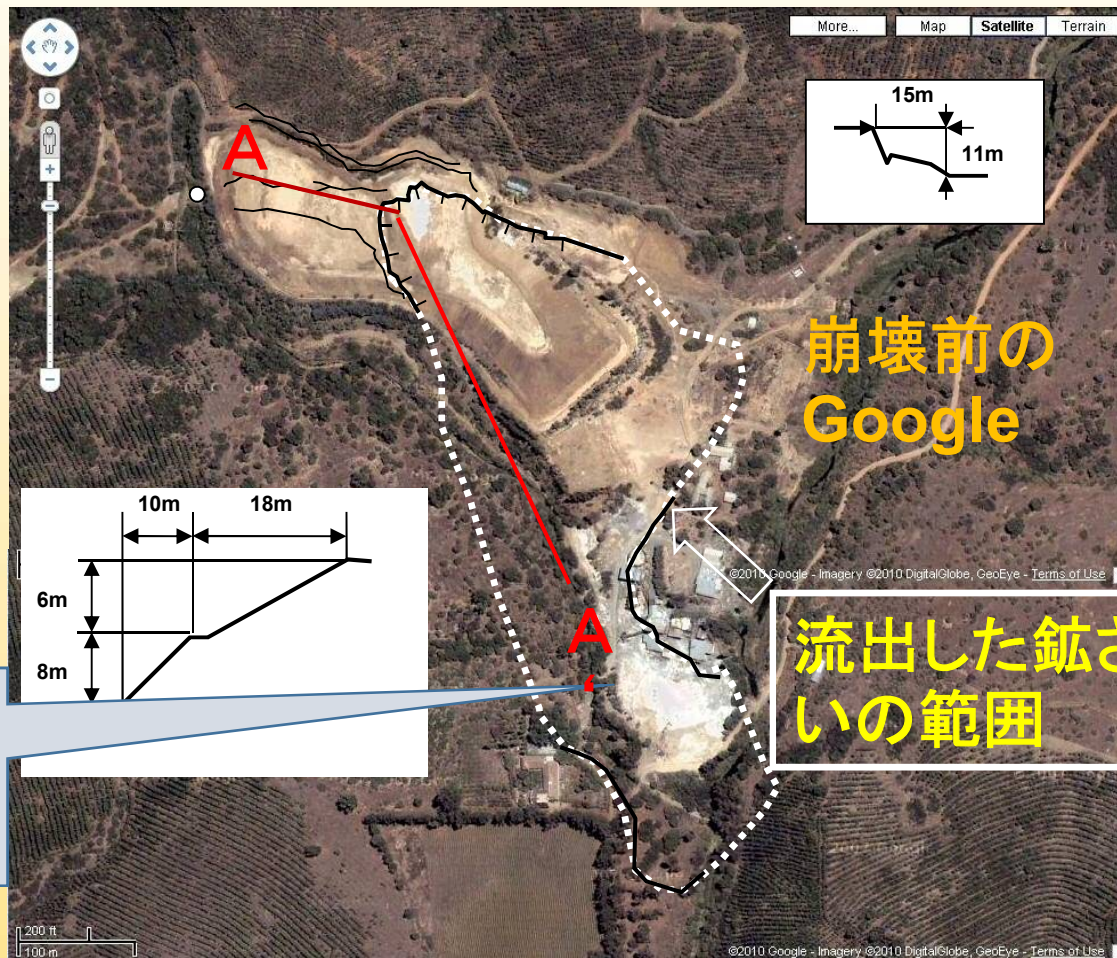 More...
Map
Satellite
Terrain
15m
11m
A
崩壊前の
Google
10m
18m
6m
8m
©2010 Google - Imagery ©2010 DigitalGlobe, GeoEye - Terms of Use
A'
流出した鉱さ
いの範囲
200 ft
100 m
©2010 Google - Imagery ©2010 DigitalGlobe, GeoEye - Terms of Use